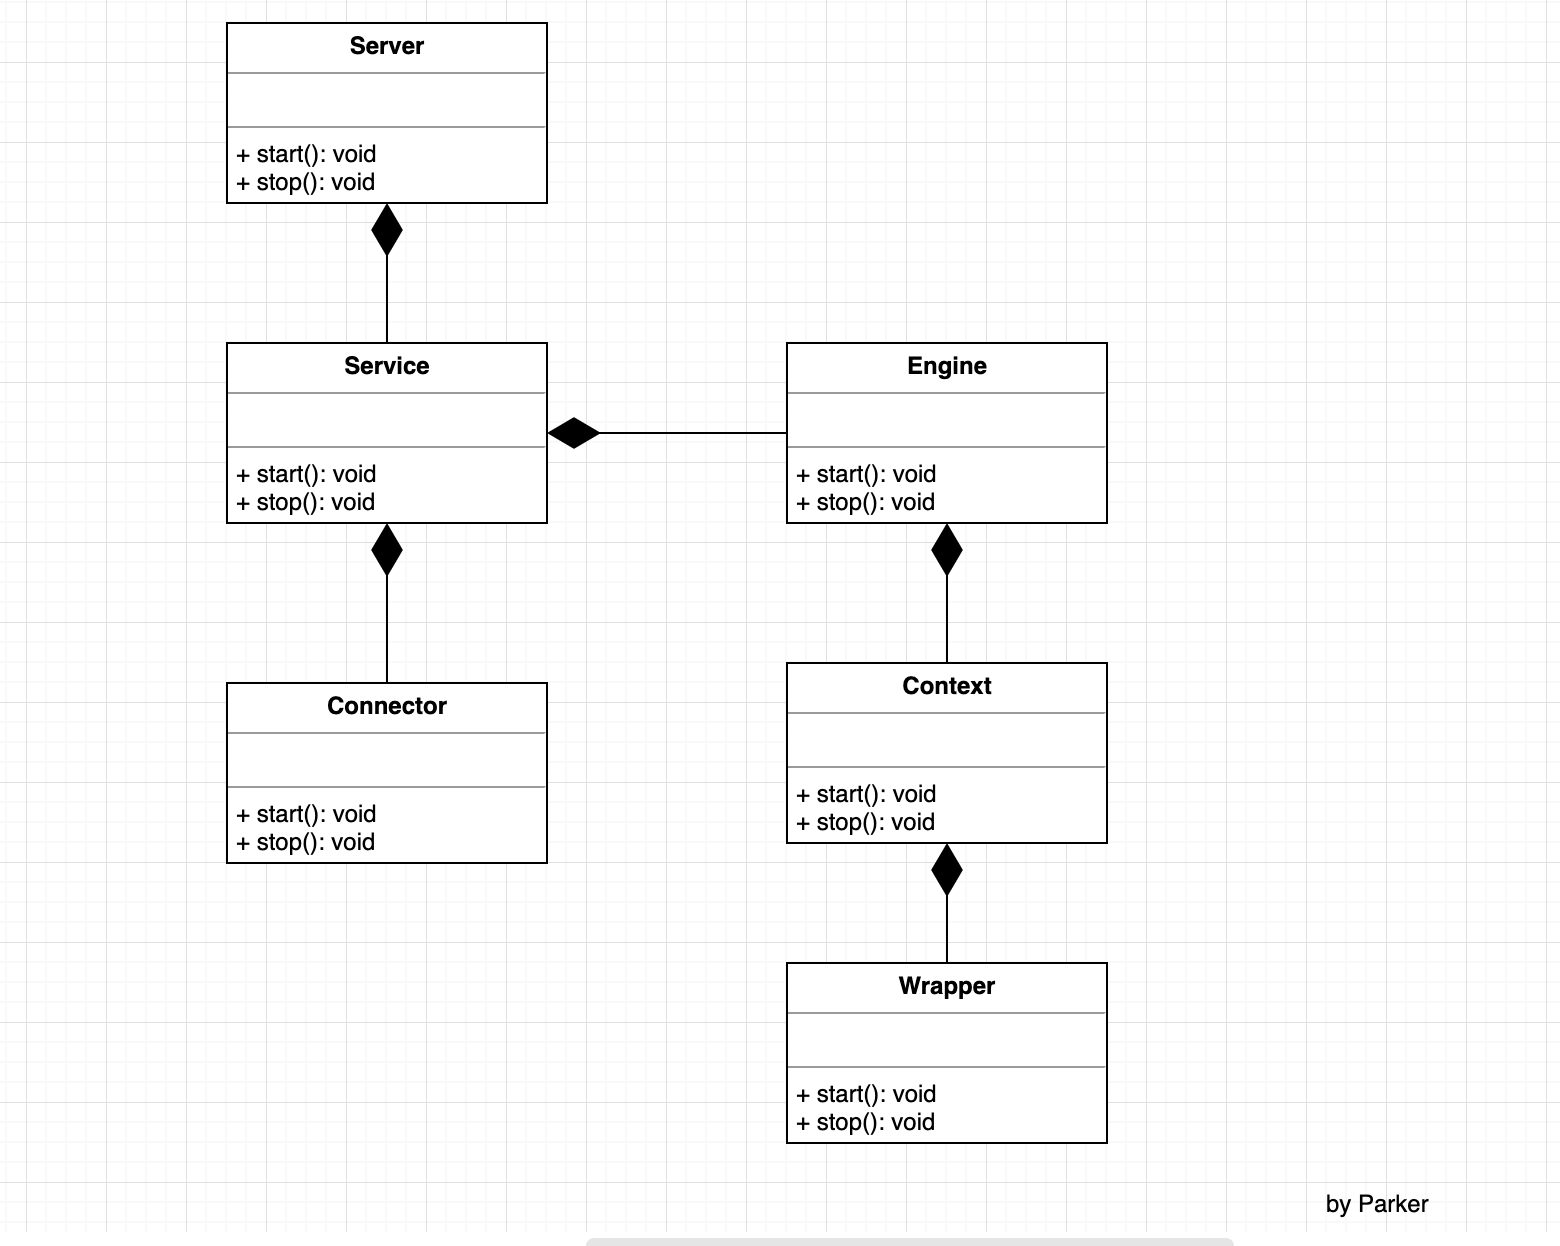 Server
+ start(): void
+ stop(): void
Service
+ start(): void
+ stop(): void
Engine
+ start(): void
+ stop(): void
Connector
+ start(): void
+ stop(): void
Context
+ start(): void
+ stop(): void
Wrapper
+ start(): void
+ stop(): void
by Parker